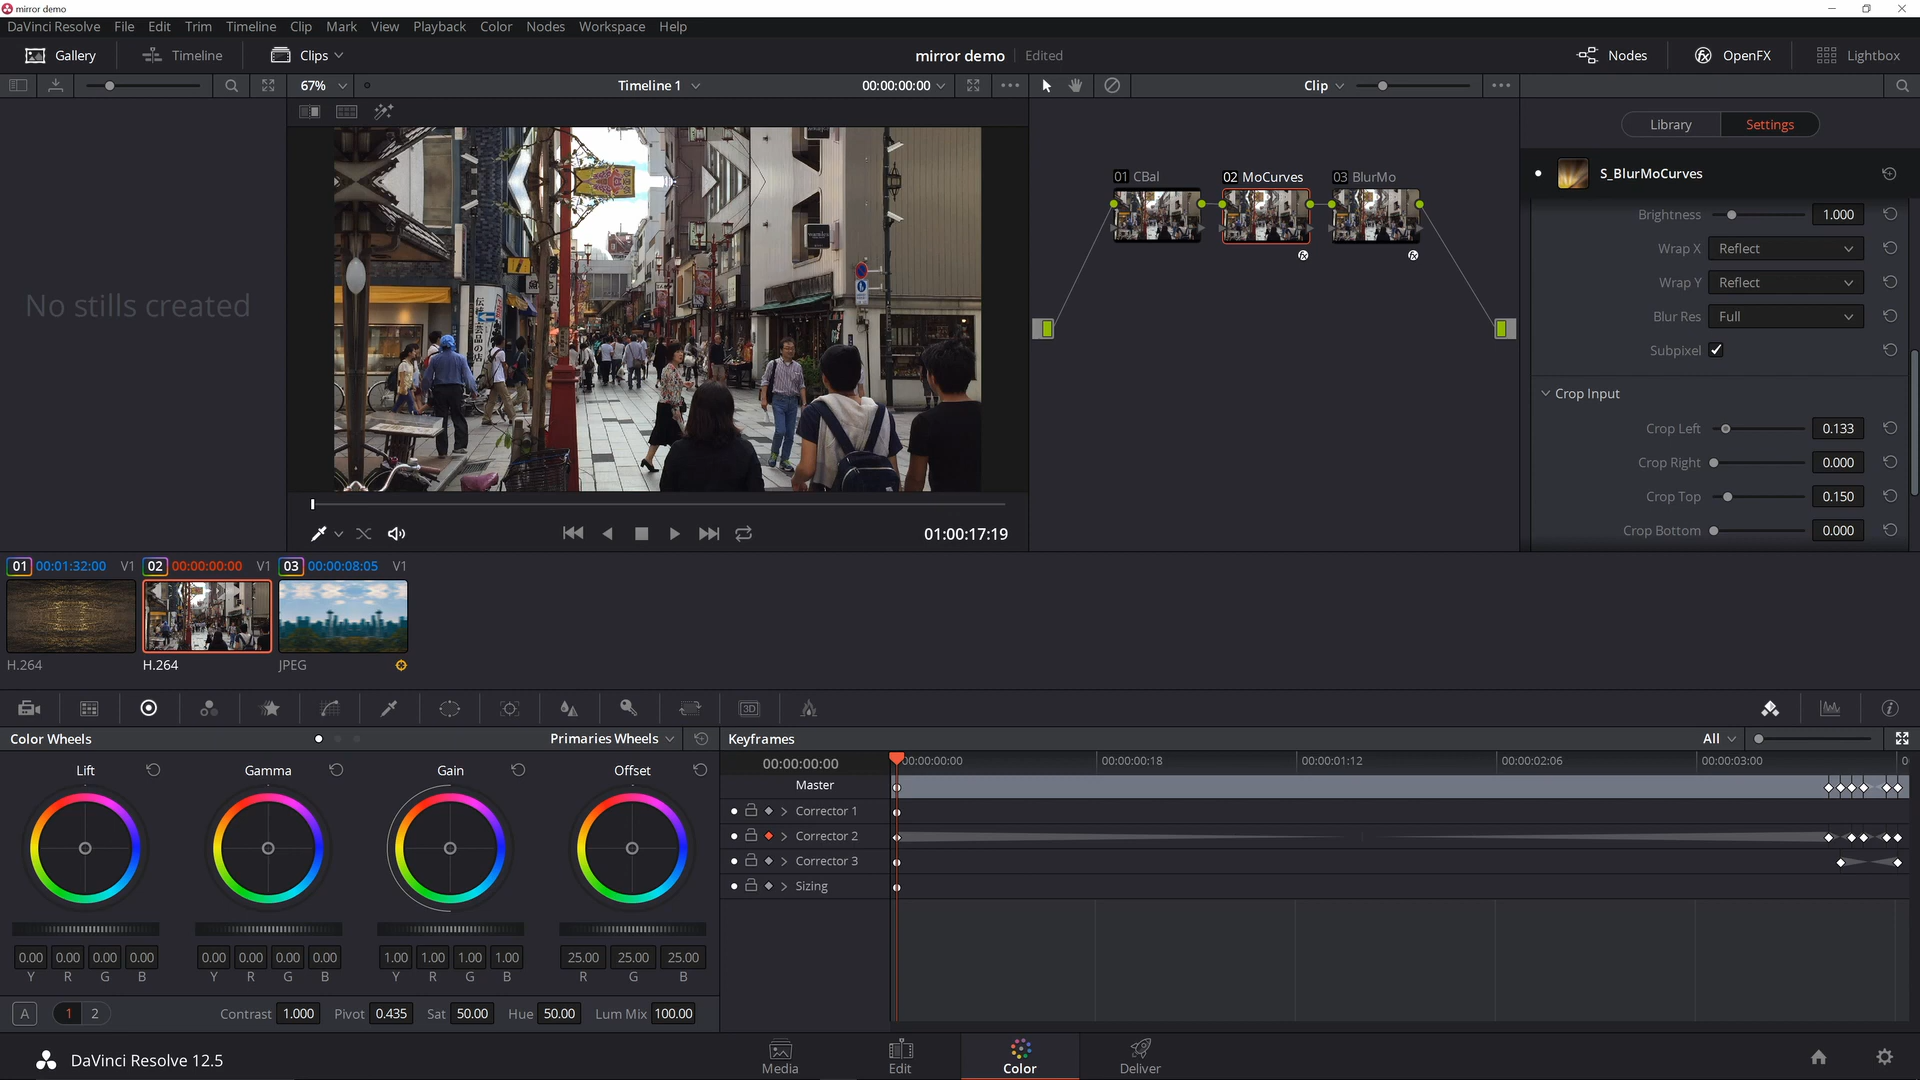 mirror demo
DaVinci Resolve File Edit Trim Timeline Clip Mark View Playback Color Nodes Workspace Help
Gallery Timeline Clips mirror demo Edited Nodes OpenFX Lightbox
67% Timeline 1 00:00:00:00 Clip
Library Settings
No stills created
01 CBal 02 MoCurves 03 BlurMo
S_BlurMoCurves
Brightness 1.000
Wrap X Reflect
Wrap Y Reflect
Blur Res Full
Subpixel
Crop Input
Crop Left 0.133
Crop Right 0.000
Crop Top 0.150
Crop Bottom 0.000
01:00:17:19
01 00:01:32:00 V1 02 00:00:00:00 V1 03 00:00:08:05 V1
H.264 H.264 JPEG
3D
Color Wheels Primaries Wheels Keyframes All
00:00:00:00 00:00:00:00 00:00:00:18 00:00:01:12 00:00:02:06 00:00:03:00
Lift Gamma Gain Offset
Master
Corrector 1
Corrector 2
Corrector 3
Sizing
0.00 0.00 0.00 0.00 0.00 0.00 0.00 0.00 1.00 1.00 1.00 1.00 25.00 25.00 25.00
Y R G B Y R G B Y R G B R G B
A 1 2 Contrast 1.000 Pivot 0.435 Sat 50.00 Hue 50.00 Lum Mix 100.00
DaVinci Resolve 12.5 Media Edit Color Deliver